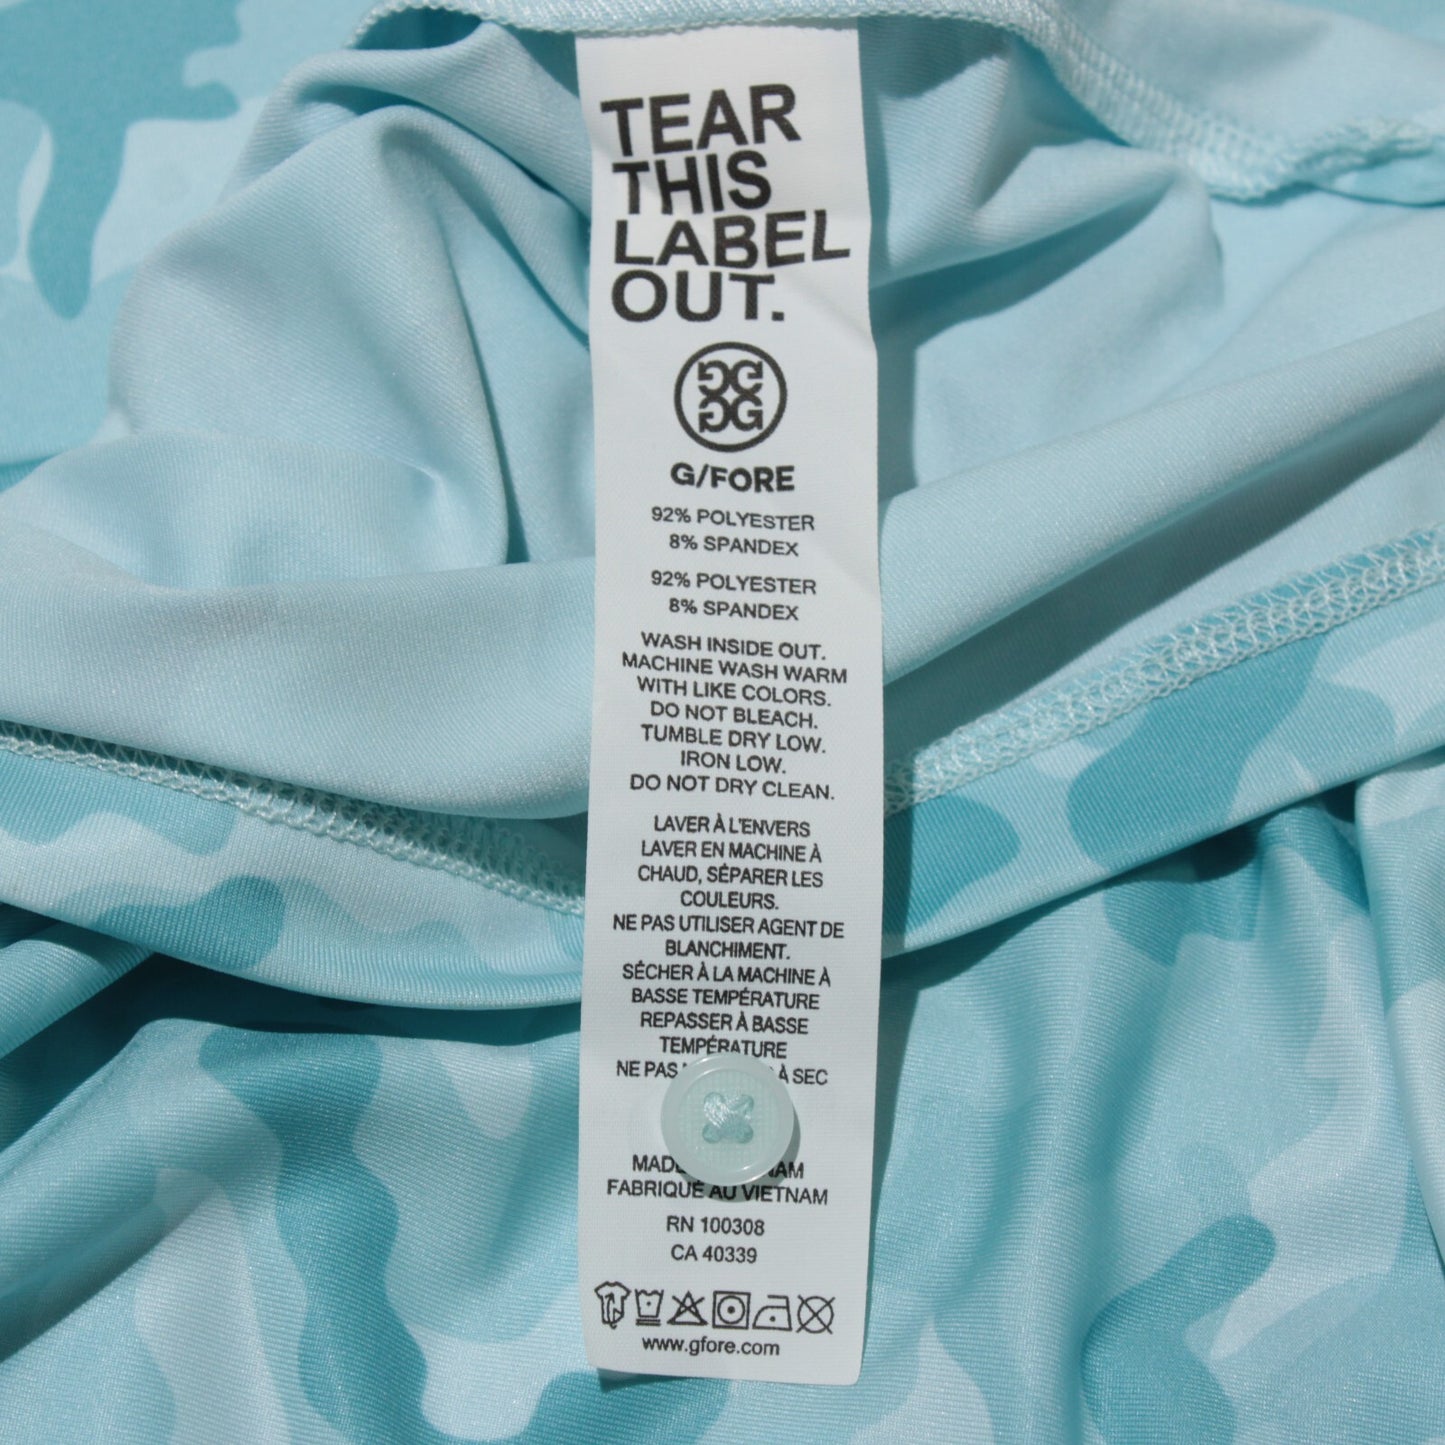 TEAR
THIS
LABEL
OUT.
G/FORE
92% POLYESTER
8% SPANDEX
92% POLYESTER
8% SPANDEX
WASH INSIDE OUT.
MACHINE WASH WARM
WITH LIKE COLORS.
DO NOT BLEACH.
TUMBLE DRY LOW.
IRON LOW.
DO NOT DRY CLEAN.
LAVER À L'ENVERS
LAVER EN MACHINE À
CHAUD, SÉPARER LES
COULEURS.
NE PAS UTILISER AGENT DE
BLANCHIMENT.
SÉCHER À LA MACHINE À
BASSE TEMPÉRATURE
REPASSER À BASSE
TEMPÉRATURE
NE PAS À SEC
FABRIQUÉ AU VIETNAM
RN 100308
CA 40339
www.gfore.com